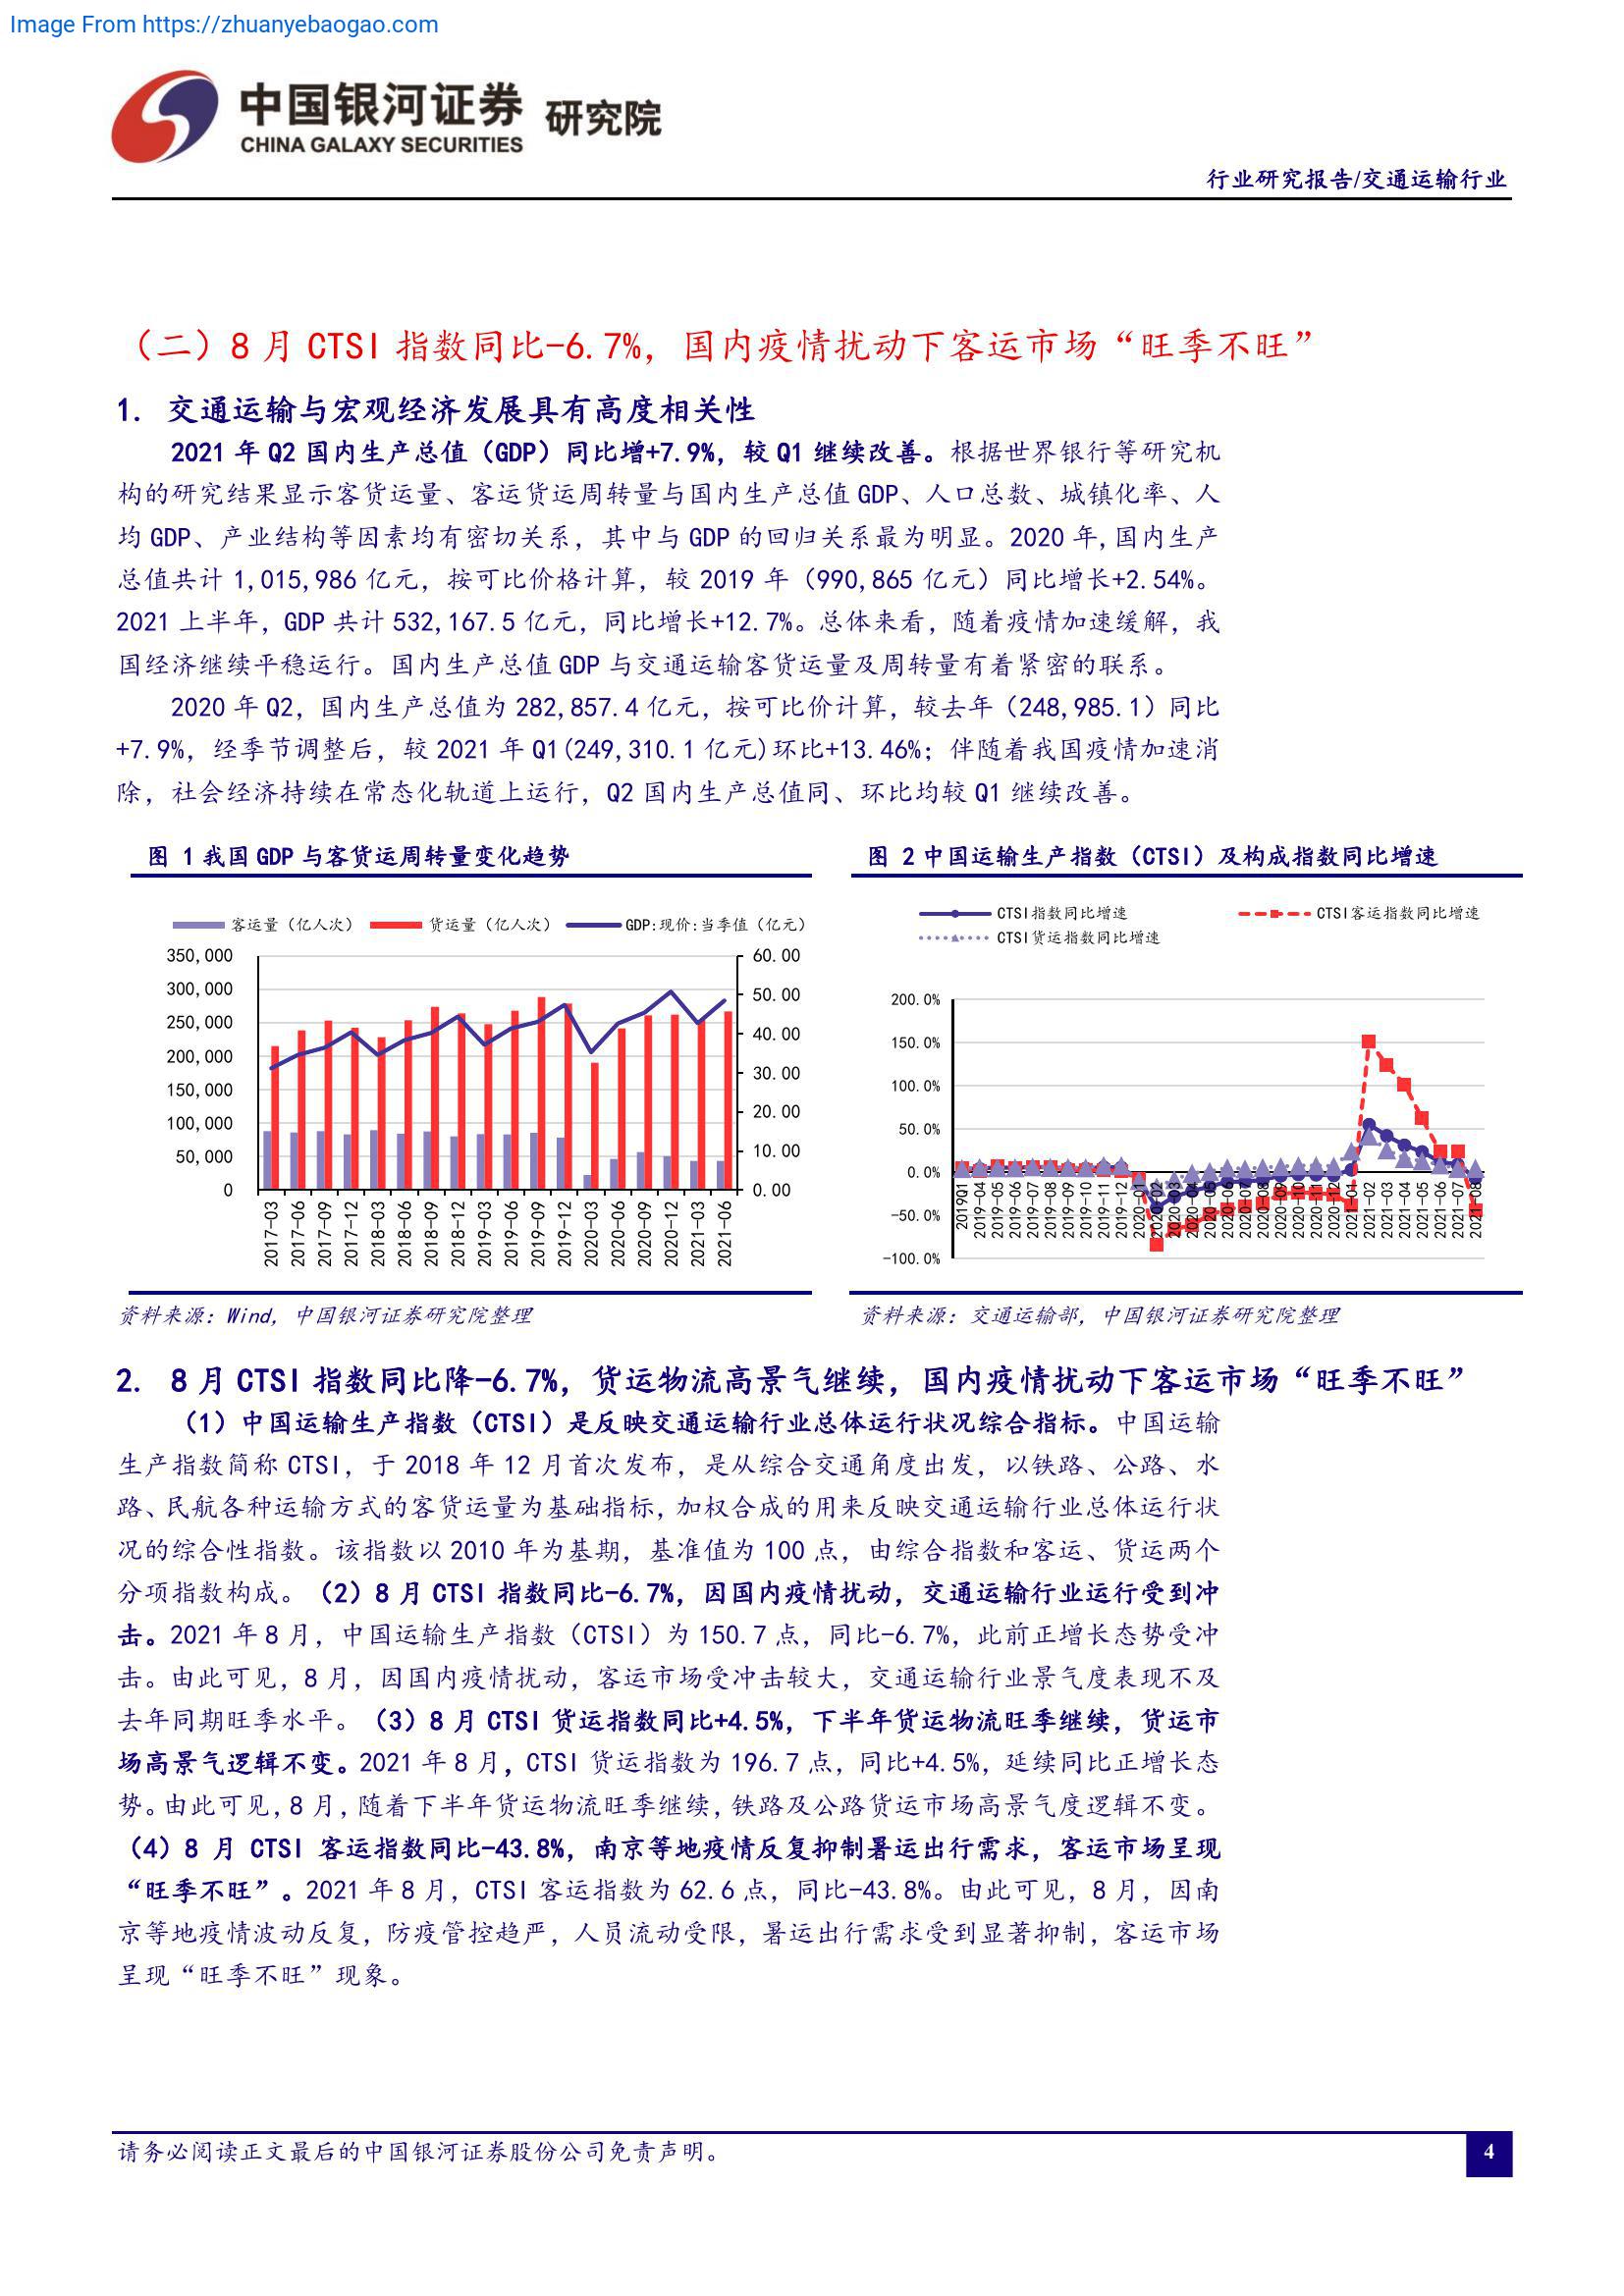 Image From https://zhuanyebaogao.com
中国银河证券 研究院
CHINA GALAXY SECURITIES
行业研究报告/交通运输行业
（二）8 月 CTSI 指数同比-6.7%，国内疫情扰动下客运市场“旺季不旺”
1. 交通运输与宏观经济发展具有高度相关性
2021 年 Q2 国内生产总值（GDP）同比增+7.9%，较 Q1 继续改善。根据世界银行等研究机
构的研究结果显示客货运量、客运货运周转量与国内生产总值 GDP、人口总数、城镇化率、人
均 GDP、产业结构等因素均有密切关系，其中与 GDP 的回归关系最为明显。2020 年,国内生产
总值共计 1,015,986 亿元，按可比价格计算，较 2019 年（990,865 亿元）同比增长+2.54%。
2021 上半年，GDP 共计 532,167.5 亿元，同比增长+12.7%。总体来看，随着疫情加速缓解，我
国经济继续平稳运行。国内生产总值 GDP 与交通运输客货运量及周转量有着紧密的联系。
2020 年 Q2，国内生产总值为 282,857.4 亿元，按可比价计算，较去年（248,985.1）同比
+7.9%，经季节调整后，较 2021 年 Q1(249,310.1 亿元)环比+13.46%；伴随着我国疫情加速消
除，社会经济持续在常态化轨道上运行，Q2 国内生产总值同、环比均较 Q1 继续改善。
图 1 我国 GDP 与客货运周转量变化趋势
客运量（亿人次） 货运量（亿人次） GDP:现价:当季值（亿元）
350,000 60.00
300,000 50.00
250,000 40.00
200,000 30.00
150,000 20.00
100,000 10.00
50,000 0.00
0
2017-03 2017-06 2017-09 2017-12 2018-03 2018-06 2018-09 2018-12 2019-03 2019-06 2019-09 2019-12 2020-03 2020-06 2020-09 2020-12 2021-03 2021-06
资料来源：Wind，中国银河证券研究院整理
图 2 中国运输生产指数（CTSI）及构成指数同比增速
CTSI指数同比增速 CTSI客运指数同比增速
CTSI货运指数同比增速
200.0%
150.0%
100.0%
50.0%
0.0%
-50.0%
-100.0%
2019Q1 2019-04 2019-05 2019-06 2019-07 2019-08 2019-09 2019-10 2019-11 2019-12 2020-01 2020-02 2020-03 2020-04 2020-05 2020-06 2020-07 2020-08 2020-09 2020-10 2020-11 2020-12 2021-01 2021-02 2021-03 2021-04 2021-05 2021-06 2021-07 2021-08
资料来源：交通运输部，中国银河证券研究院整理
2. 8 月 CTSI 指数同比降-6.7%，货运物流高景气继续，国内疫情扰动下客运市场“旺季不旺”
（1）中国运输生产指数（CTSI）是反映交通运输行业总体运行状况综合指标。中国运输
生产指数简称 CTSI，于 2018 年 12 月首次发布，是从综合交通角度出发，以铁路、公路、水
路、民航各种运输方式的客货运量为基础指标，加权合成的用来反映交通运输行业总体运行状
况的综合性指数。该指数以 2010 年为基期，基准值为 100 点，由综合指数和客运、货运两个
分项指数构成。（2）8 月 CTSI 指数同比-6.7%，因国内疫情扰动，交通运输行业运行受到冲
击。2021 年 8 月，中国运输生产指数（CTSI）为 150.7 点，同比-6.7%，此前正增长态势受冲
击。由此可见，8 月，因国内疫情扰动，客运市场受冲击较大，交通运输行业景气度表现不及
去年同期旺季水平。（3）8 月 CTSI 货运指数同比+4.5%，下半年货运物流旺季继续，货运市
场高景气逻辑不变。2021 年 8 月，CTSI 货运指数为 196.7 点，同比+4.5%，延续同比正增长态
势。由此可见，8 月，随着下半年货运物流旺季继续，铁路及公路货运市场高景气度逻辑不变。
（4）8 月 CTSI 客运指数同比-43.8%，南京等地疫情反复抑制暑运出行需求，客运市场呈现
“旺季不旺”。2021 年 8 月，CTSI 客运指数为 62.6 点，同比-43.8%。由此可见，8 月，因南
京等地疫情波动反复，防疫管控趋严，人员流动受限，暑运出行需求受到显著抑制，客运市场
呈现“旺季不旺”现象。
请务必阅读正文最后的中国银河证券股份公司免责声明。
4